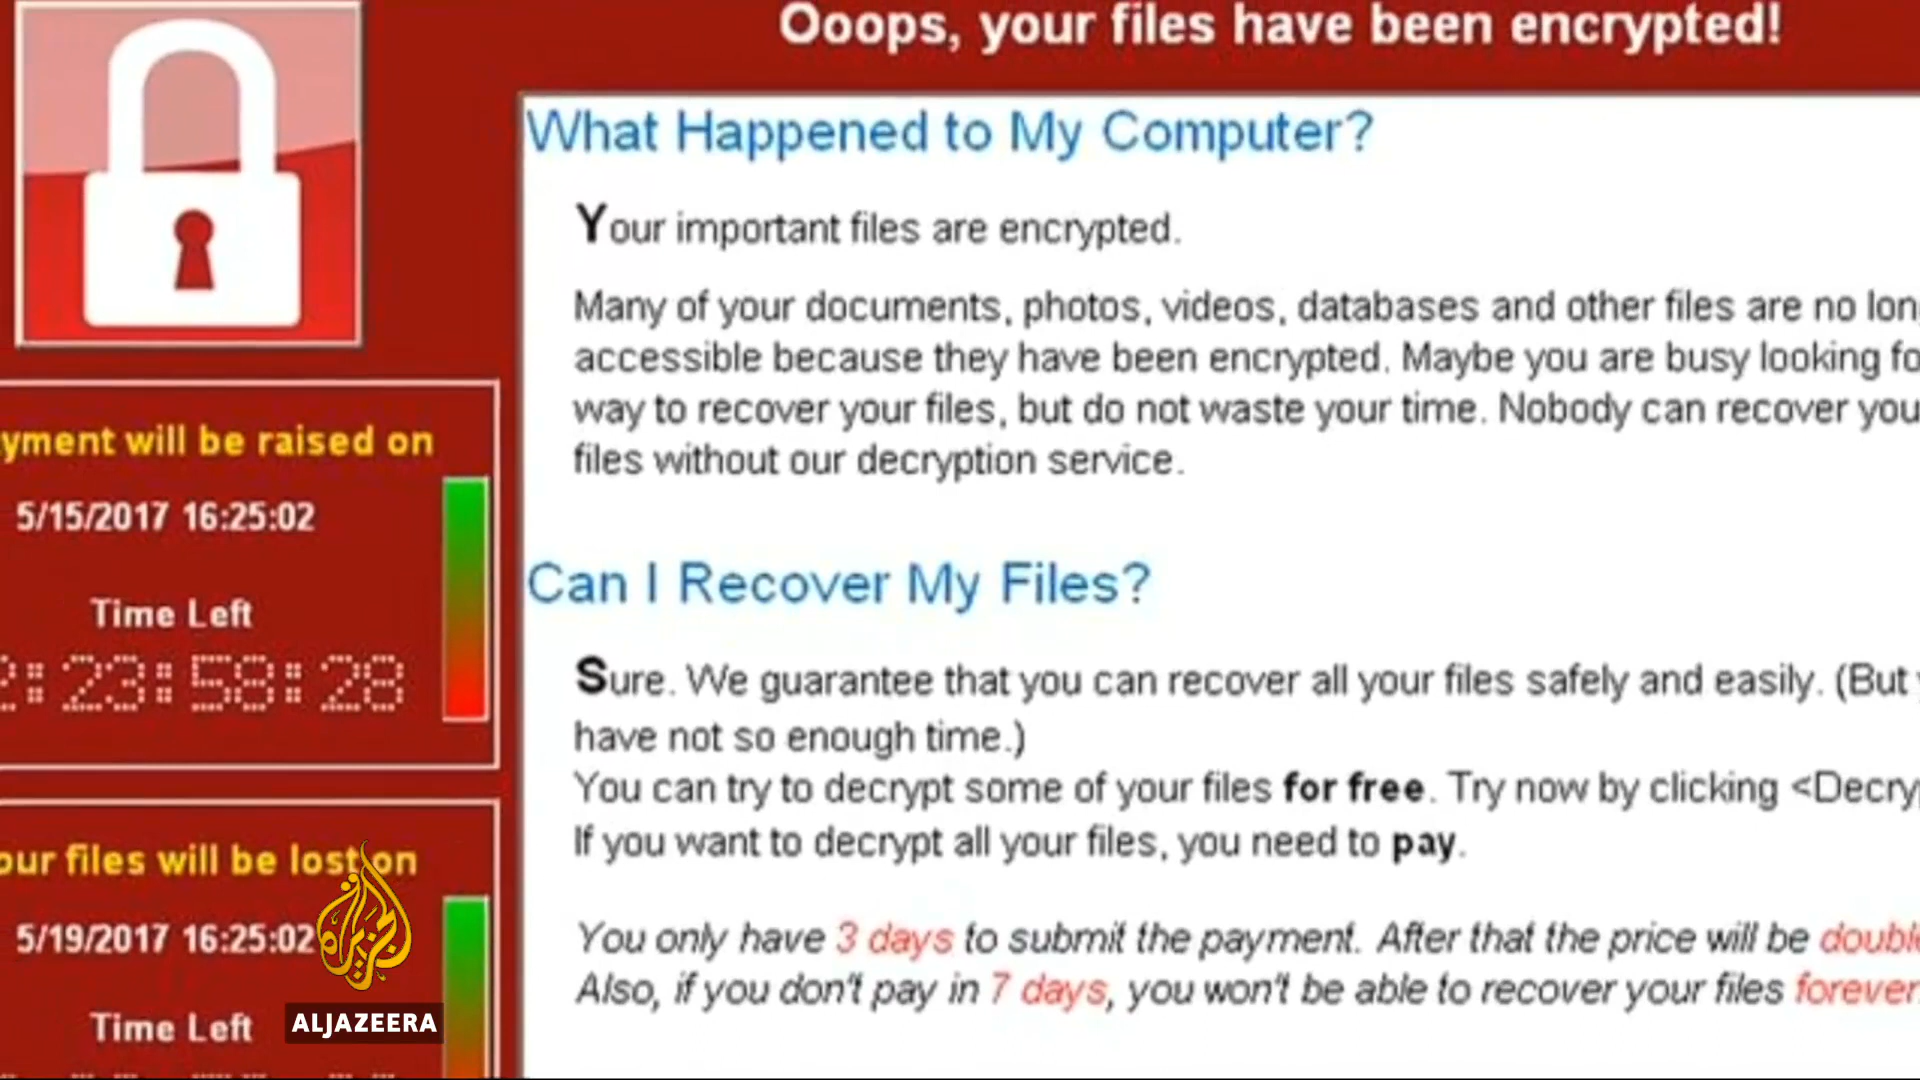 Ooops, your files have been encrypted!
What Happened to My Computer?
Your important files are encrypted.
Many of your documents, photos, videos, databases and other files are no lon
accessible because they have been encrypted. Maybe you are busy looking fo
way to recover your files, but do not waste your time. Nobody can recover you
files without our decryption service.
Can I Recover My Files?
Sure. We guarantee that you can recover all your files safely and easily. (But
have not so enough time.)
You can try to decrypt some of your files for free. Try now by clicking <Decry
If you want to decrypt all your files, you need to pay.
You only have 3 days to submit the payment. After that the price will be doubl
Also, if you don't pay in 7 days, you won't be able to recover your files forever
yment will be raised on
5/15/2017 16:25:02
Time Left
2:23:58:28
our files will be lost on
5/19/2017 16:25:02
Time Left
الجزيرة
ALJAZEERA